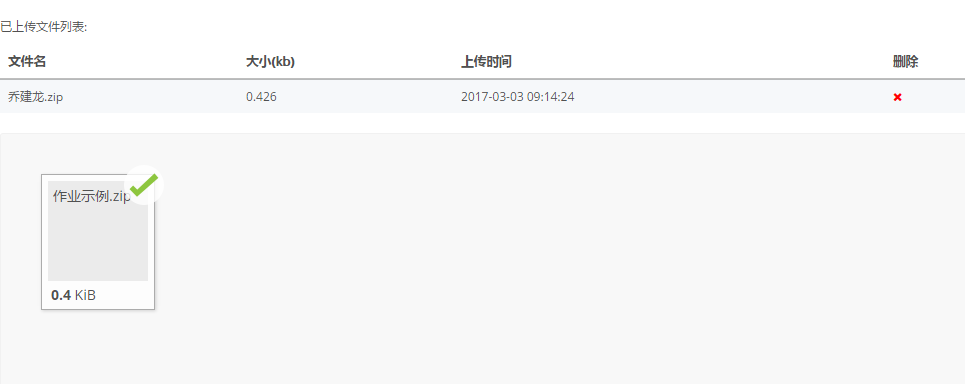 已上传文件列表:
文件名 大小(kb) 上传时间 删除
乔建龙.zip 0.426 2017-03-03 09:14:24
作业示例.zip
0.4 KiB